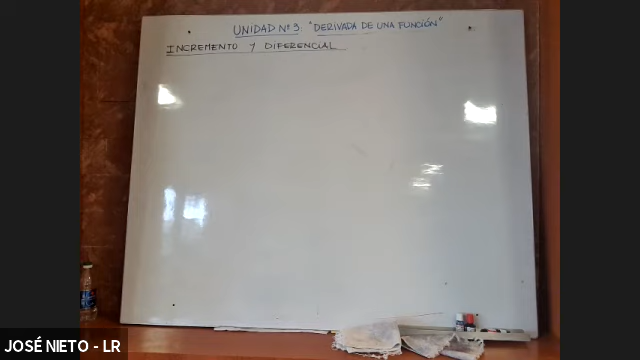 UNIDAD Nº 3: "DERIVADA DE UNA FUNCIÓN"
INCREMENTO Y DIFERENCIAL
JOSÉ NIETO - LR